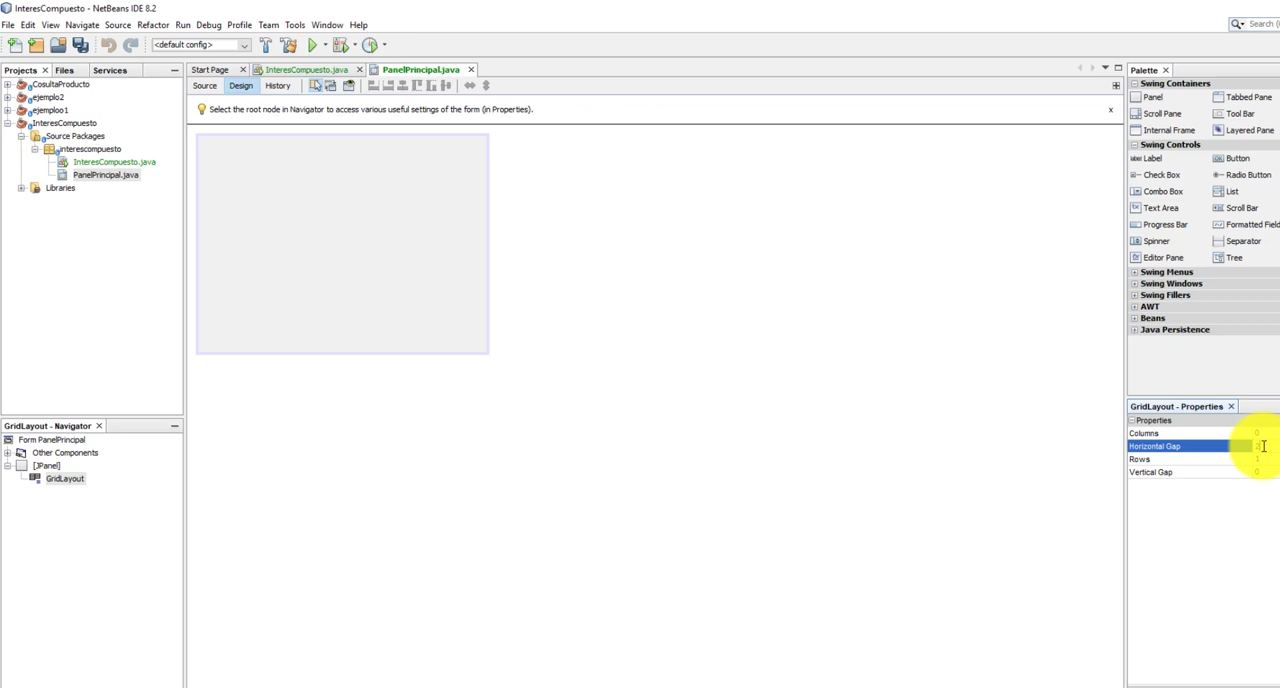 InteresCompuesto - NetBeans IDE 8.2
File Edit View Navigate Source Refactor Run Debug Profile Team Tools Window Help
<default config>
Search (
Projects Files Services
CosultaProducto
ejemplo2
ejemploo1
InteresCompuesto
Source Packages
interescompuesto
InteresCompuesto.java
PanelPrincipal.java
Libraries
Start Page InteresCompuesto.java PanelPrincipal.java
Source Design History
Select the root node in Navigator to access various useful settings of the form (in Properties).
x
Palette
Swing Containers
Panel Tabbed Pane
Scroll Pane Tool Bar
Internal Frame Layered Pane
Swing Controls
Label Button
Check Box Radio Button
Combo Box List
Text Area Scroll Bar
Progress Bar Formatted Field
Spinner Separator
Editor Pane Tree
Swing Menus
Swing Windows
Swing Fillers
AWT
Beans
Java Persistence
GridLayout - Navigator
Form PanelPrincipal
Other Components
[JPanel]
GridLayout
GridLayout - Properties
Properties
Columns 0
Horizontal Gap 2
Rows 1
Vertical Gap 0